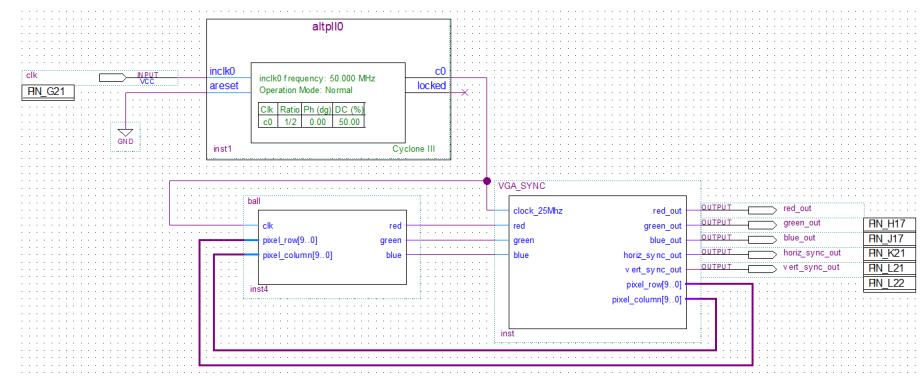 altpll0
clk
INPUT
VCC
PIN_G21
GND
inclk0
areset
inclk0 frequency: 50.000 MHz
Operation Mode: Normal
Clk Ratio Ph (dg) DC (%)
c0 1/2 0.00 50.00
c0
locked
inst1
Cyclone III
ball
clk
pixel_row[9..0]
pixel_column[9..0]
red
green
blue
inst4
VGA_SYNC
clock_25Mhz
red
green
blue
red_out
green_out
blue_out
horiz_sync_out
vert_sync_out
pixel_row[9..0]
pixel_column[9..0]
inst
OUTPUT red_out
OUTPUT green_out
OUTPUT blue_out
OUTPUT horiz_sync_out
OUTPUT vert_sync_out
PIN_H17
PIN_J17
PIN_K21
PIN_L21
PIN_L22